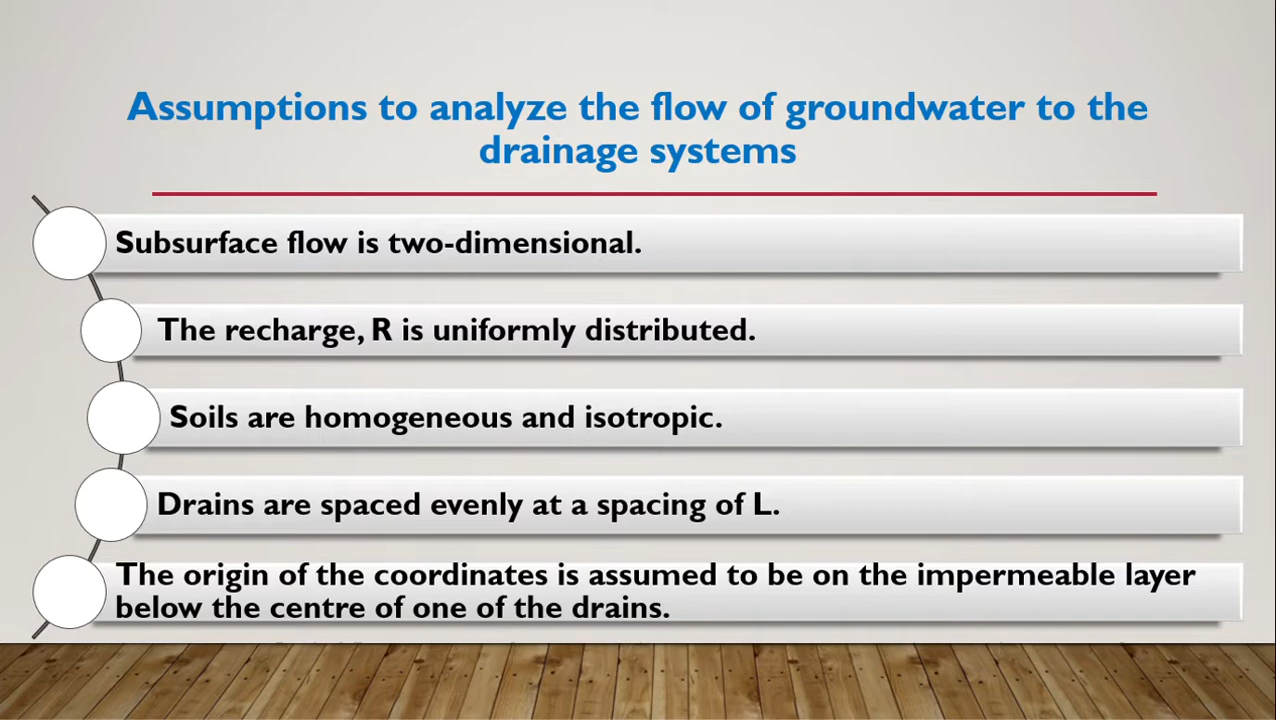 Assumptions to analyze the flow of groundwater to the
drainage systems
Subsurface flow is two-dimensional.
The recharge, R is uniformly distributed.
Soils are homogeneous and isotropic.
Drains are spaced evenly at a spacing of L.
The origin of the coordinates is assumed to be on the impermeable layer
below the centre of one of the drains.